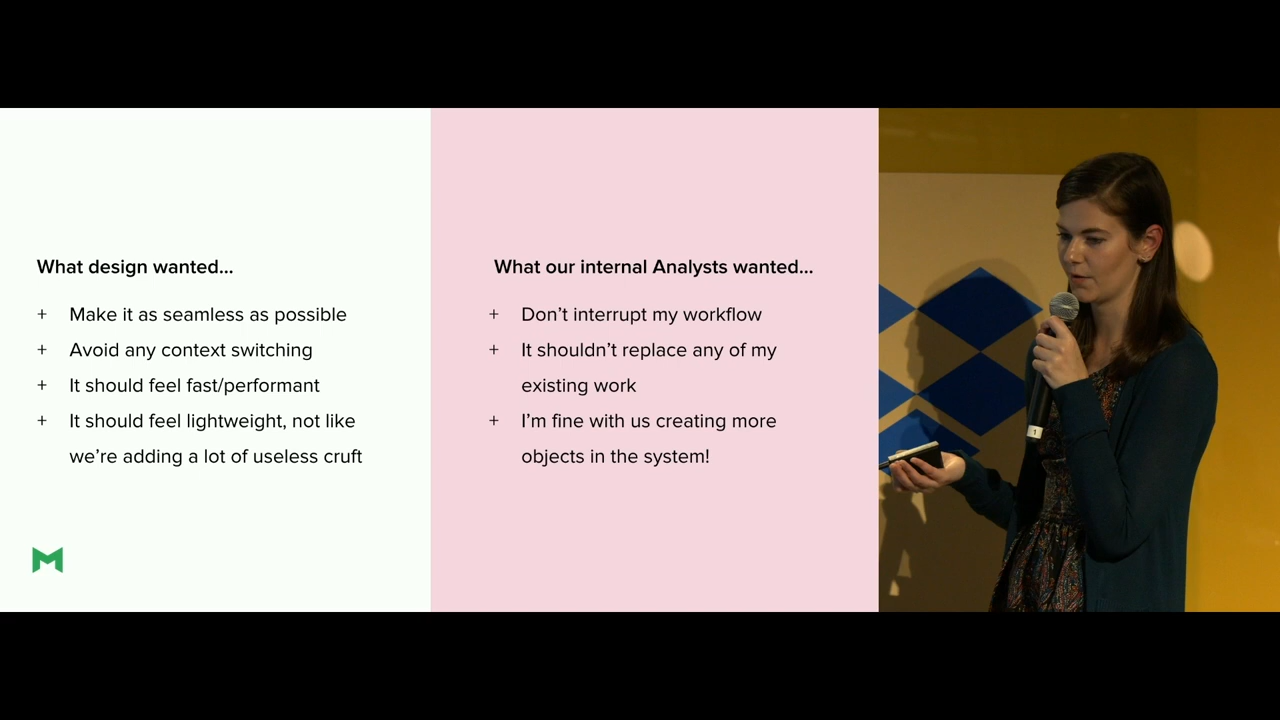 What design wanted...
+ Make it as seamless as possible
+ Avoid any context switching
+ It should feel fast/performant
+ It should feel lightweight, not like
we’re adding a lot of useless cruft
What our internal Analysts wanted...
+ Don’t interrupt my workflow
+ It shouldn’t replace any of my
existing work
+ I’m fine with us creating more
objects in the system!
1